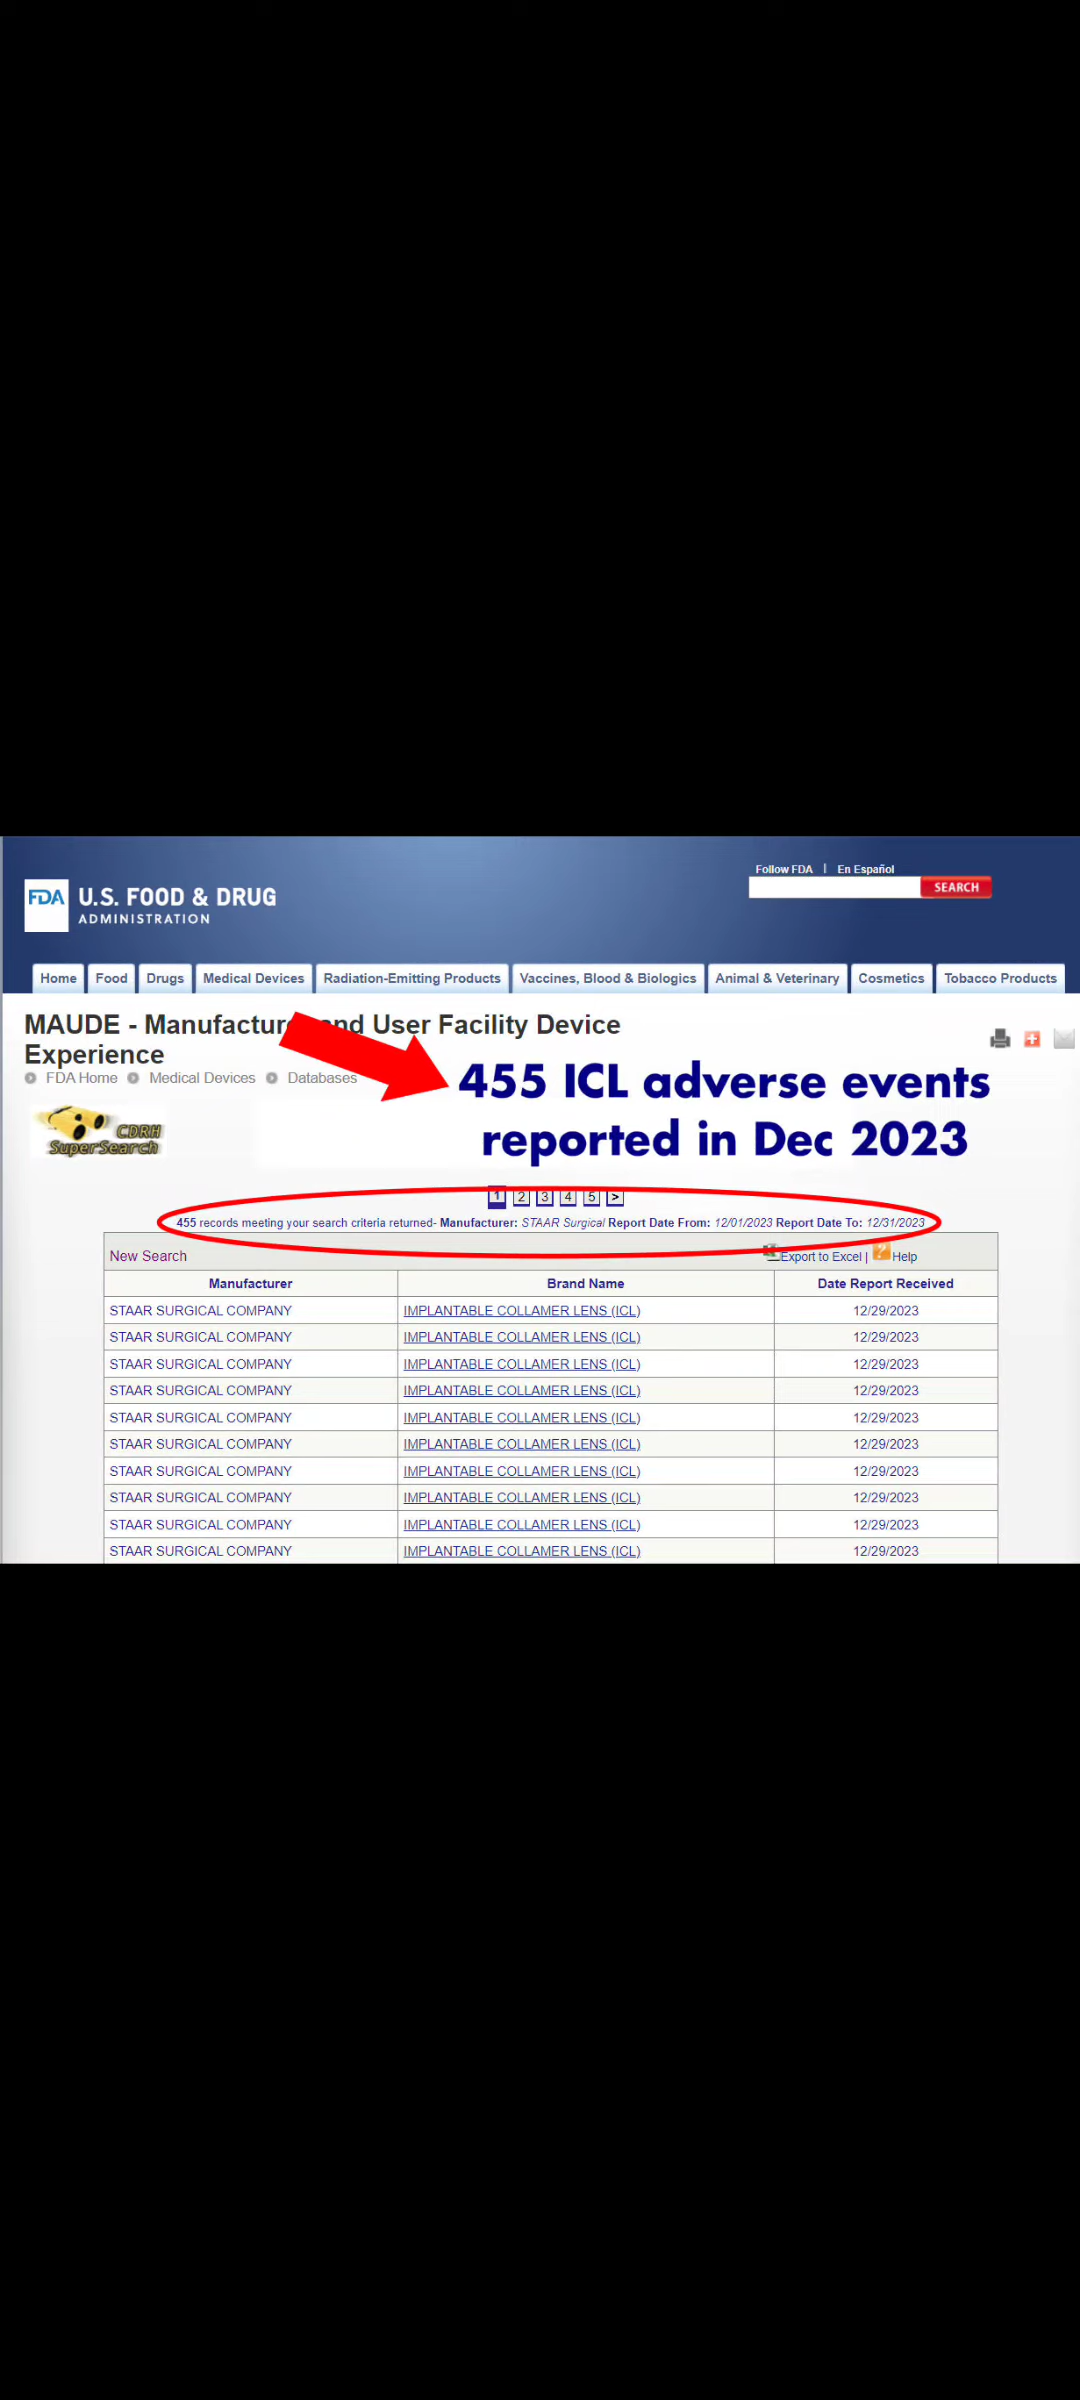 Follow FDA | En Español
FDA U.S. FOOD & DRUG
ADMINISTRATION
SEARCH
Home Food Drugs Medical Devices Radiation-Emitting Products Vaccines, Blood & Biologics Animal & Veterinary Cosmetics Tobacco Products
MAUDE - Manufacturer and User Facility Device
Experience
FDA Home Medical Devices Databases
455 ICL adverse events
reported in Dec 2023
CDRH
SuperSearch
1 2 3 4 5 >
455 records meeting your search criteria returned- Manufacturer: STAAR Surgical Report Date From: 12/01/2023 Report Date To: 12/31/2023
New Search Export to Excel | Help
Manufacturer Brand Name Date Report Received
STAAR SURGICAL COMPANY IMPLANTABLE COLLAMER LENS (ICL) 12/29/2023
STAAR SURGICAL COMPANY IMPLANTABLE COLLAMER LENS (ICL) 12/29/2023
STAAR SURGICAL COMPANY IMPLANTABLE COLLAMER LENS (ICL) 12/29/2023
STAAR SURGICAL COMPANY IMPLANTABLE COLLAMER LENS (ICL) 12/29/2023
STAAR SURGICAL COMPANY IMPLANTABLE COLLAMER LENS (ICL) 12/29/2023
STAAR SURGICAL COMPANY IMPLANTABLE COLLAMER LENS (ICL) 12/29/2023
STAAR SURGICAL COMPANY IMPLANTABLE COLLAMER LENS (ICL) 12/29/2023
STAAR SURGICAL COMPANY IMPLANTABLE COLLAMER LENS (ICL) 12/29/2023
STAAR SURGICAL COMPANY IMPLANTABLE COLLAMER LENS (ICL) 12/29/2023
STAAR SURGICAL COMPANY IMPLANTABLE COLLAMER LENS (ICL) 12/29/2023